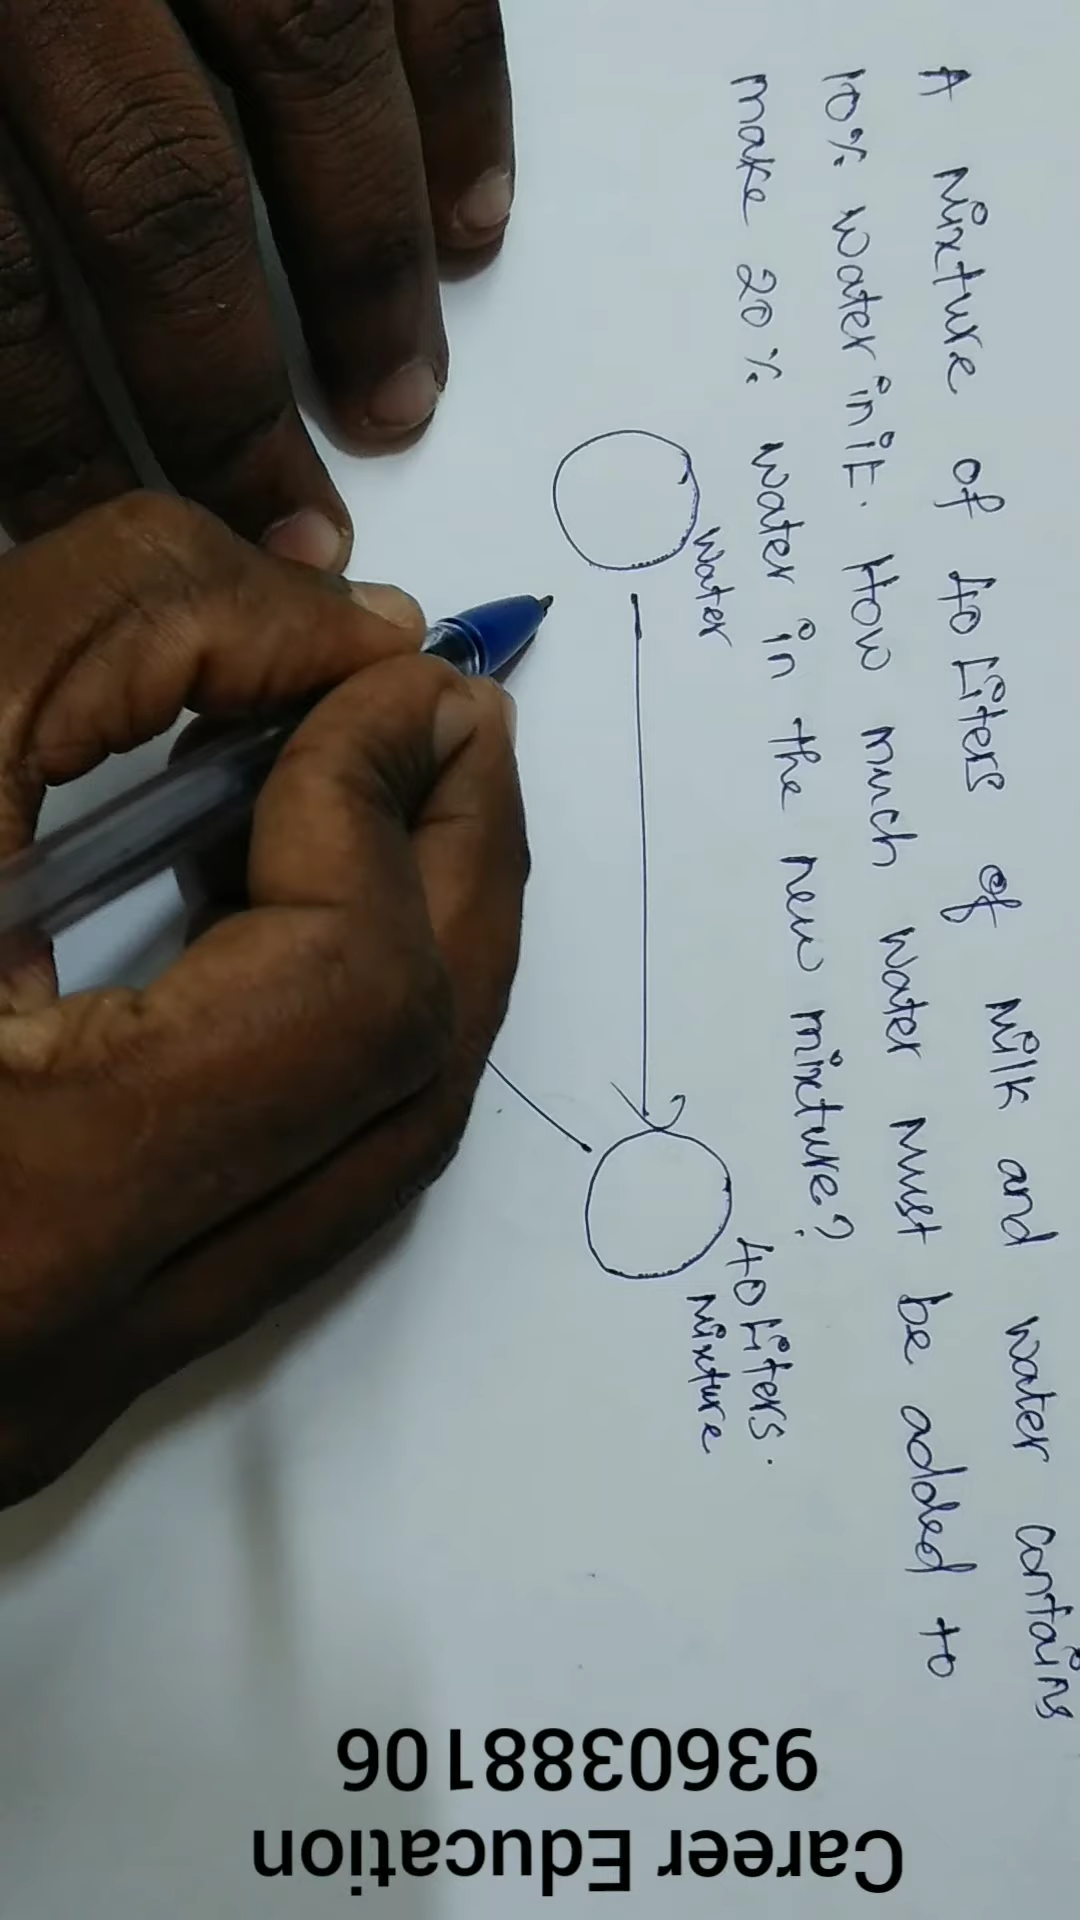 A Mixture of 40 Liters of Milk and water contains
10% water in it. How much water must be added to
make 20% water in the new mixture?
Water
40 Liters.
Mixture
9360388106
Career Education